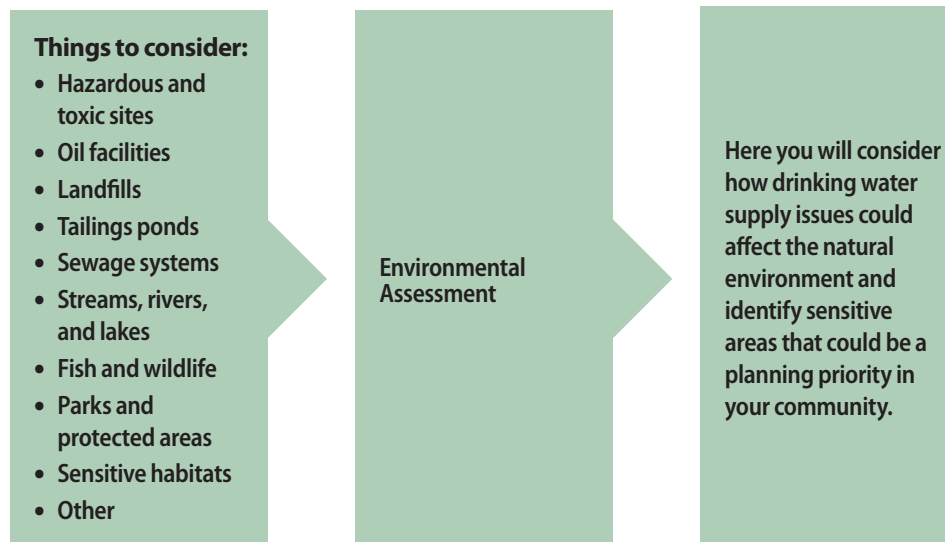 Things to consider:
• Hazardous and
toxic sites
• Oil facilities
• Landfills
• Tailings ponds
• Sewage systems
• Streams, rivers,
and lakes
• Fish and wildlife
• Parks and
protected areas
• Sensitive habitats
• Other
Environmental
Assessment
Here you will consider
how drinking water
supply issues could
affect the natural
environment and
identify sensitive
areas that could be a
planning priority in
your community.